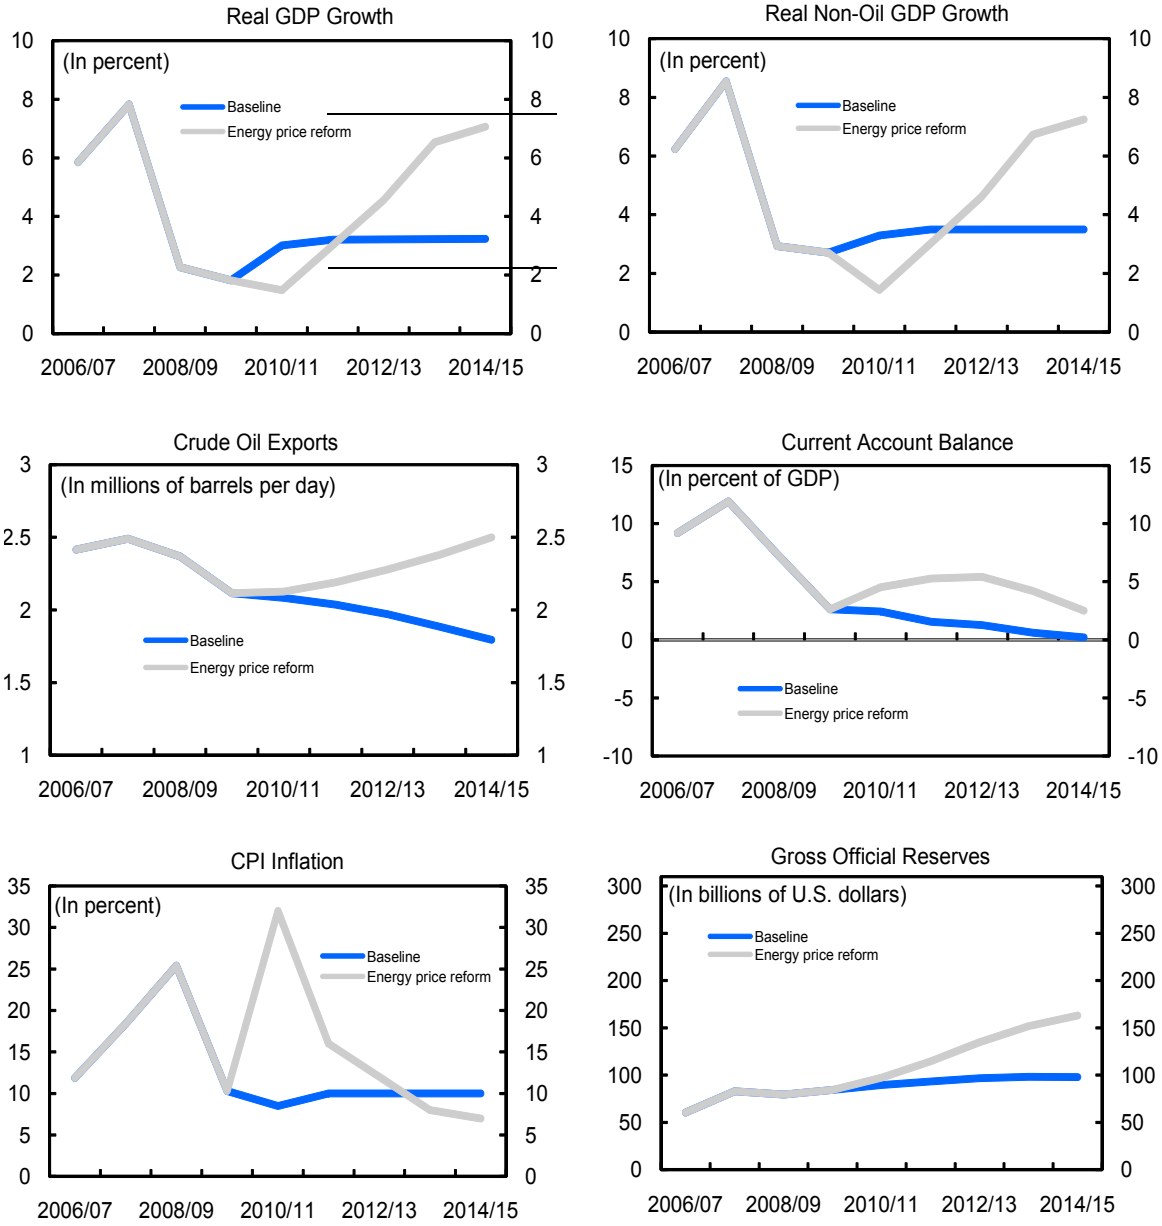 Real GDP Growth
Real Non-Oil GDP Growth
10
(In percent)
10
8
Baseline
8
Energy price reform
6
6
4
4
2
2
0
0
2006/07 2008/09 2010/11 2012/13 2014/15
10
(In percent)
10
8
Baseline
8
Energy price reform
6
6
4
4
2
2
0
0
2006/07 2008/09 2010/11 2012/13 2014/15
Crude Oil Exports
Current Account Balance
3
(In millions of barrels per day)
3
2.5
2.5
2
2
Baseline
Energy price reform
1.5
1.5
1
1
2006/07 2008/09 2010/11 2012/13 2014/15
15
(In percent of GDP)
15
10
10
5
5
0
0
Baseline
-5
-5
Energy price reform
-10
-10
2006/07 2008/09 2010/11 2012/13 2014/15
CPI Inflation
Gross Official Reserves
35
(In percent)
35
30
30
Baseline
Energy price reform
25
25
20
20
15
15
10
10
5
5
0
0
2006/07 2008/09 2010/11 2012/13 2014/15
300
(In billions of U.S. dollars)
300
250
Baseline
250
Energy price reform
200
200
150
150
100
100
50
50
0
0
2006/07 2008/09 2010/11 2012/13 2014/15